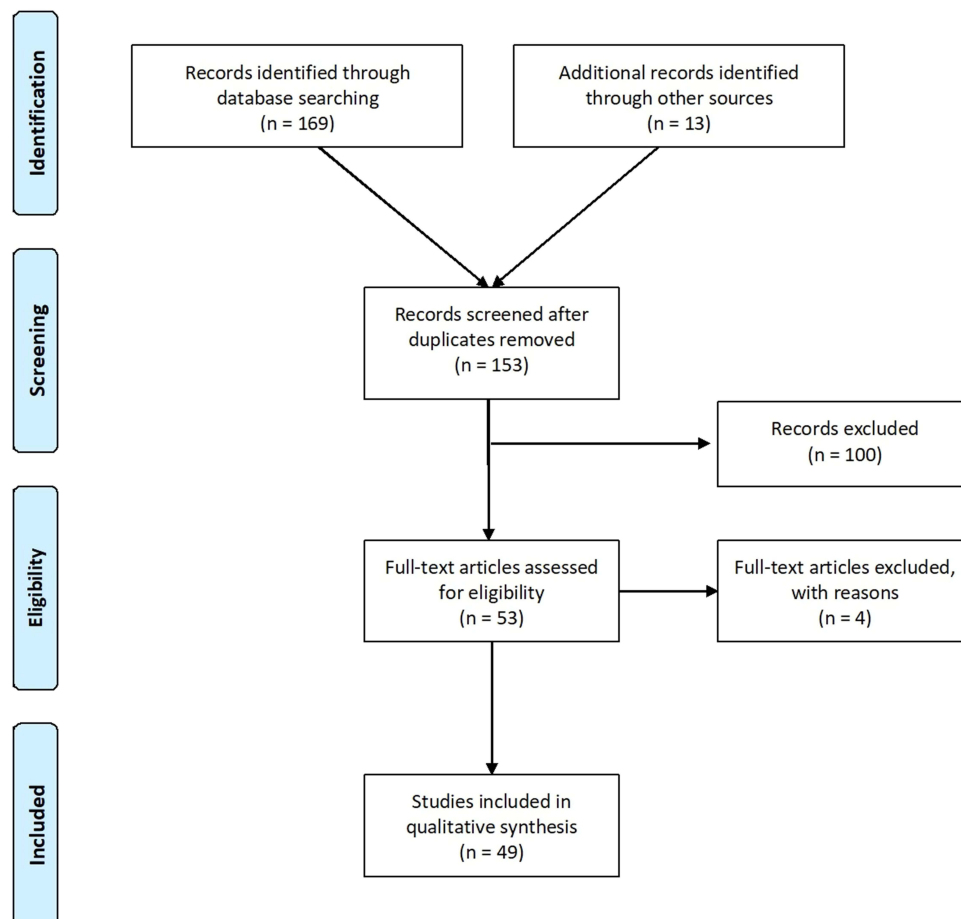 Identification
Records identified through
database searching
(n = 169)
Additional records identified
through other sources
(n = 13)
Screening
Records screened after
duplicates removed
(n = 153)
Records excluded
(n = 100)
Eligibility
Full-text articles assessed
for eligibility
(n = 53)
Full-text articles excluded,
with reasons
(n = 4)
Included
Studies included in
qualitative synthesis
(n = 49)